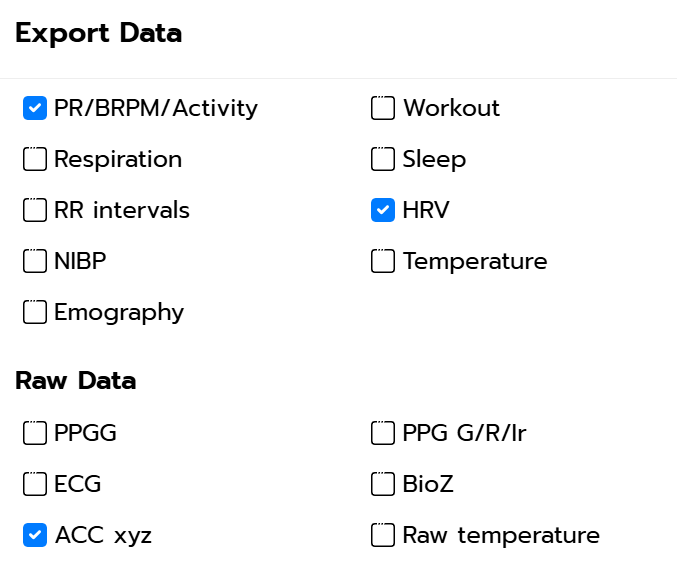 Export Data
PR/BRPM/Activity
Workout
Respiration
Sleep
RR intervals
HRV
NIBP
Temperature
Emography
Raw Data
PPGG
PPG G/R/Ir
ECG
BioZ
ACC xyz
Raw temperature